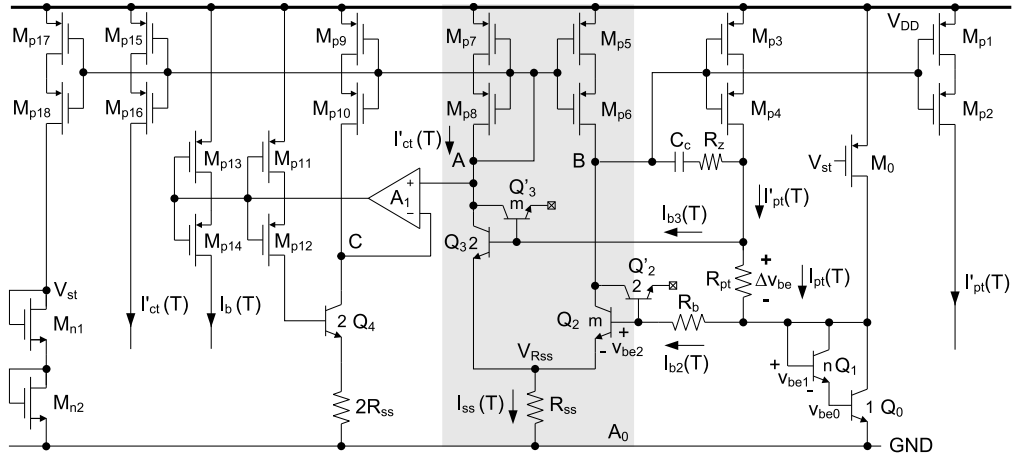 V_DD
M_p17
M_p15
M_p9
M_p7
M_p5
M_p3
M_p1
M_p18
M_p16
M_p10
M_p8
M_p6
M_p4
M_p2
I'_ct(T)
A
B
C_c
R_z
M_p13
M_p11
V_st
M_0
A_1
+
-
Q'_3
m
I'_pt(T)
I_b3(T)
M_p14
M_p12
C
Q_3 2
R_pt
+
Δv_be
-
I_pt(T)
I'_pt(T)
Q'_2
2
V_st
I'_ct(T)
I_b(T)
M_n1
2 Q_4
Q_2 m
R_b
+
-
v_be2
I_b2(T)
V_Rss
+
v_be1
-
n Q_1
M_n2
2R_ss
I_ss(T)
R_ss
v_be0
1 Q_0
A_0
GND